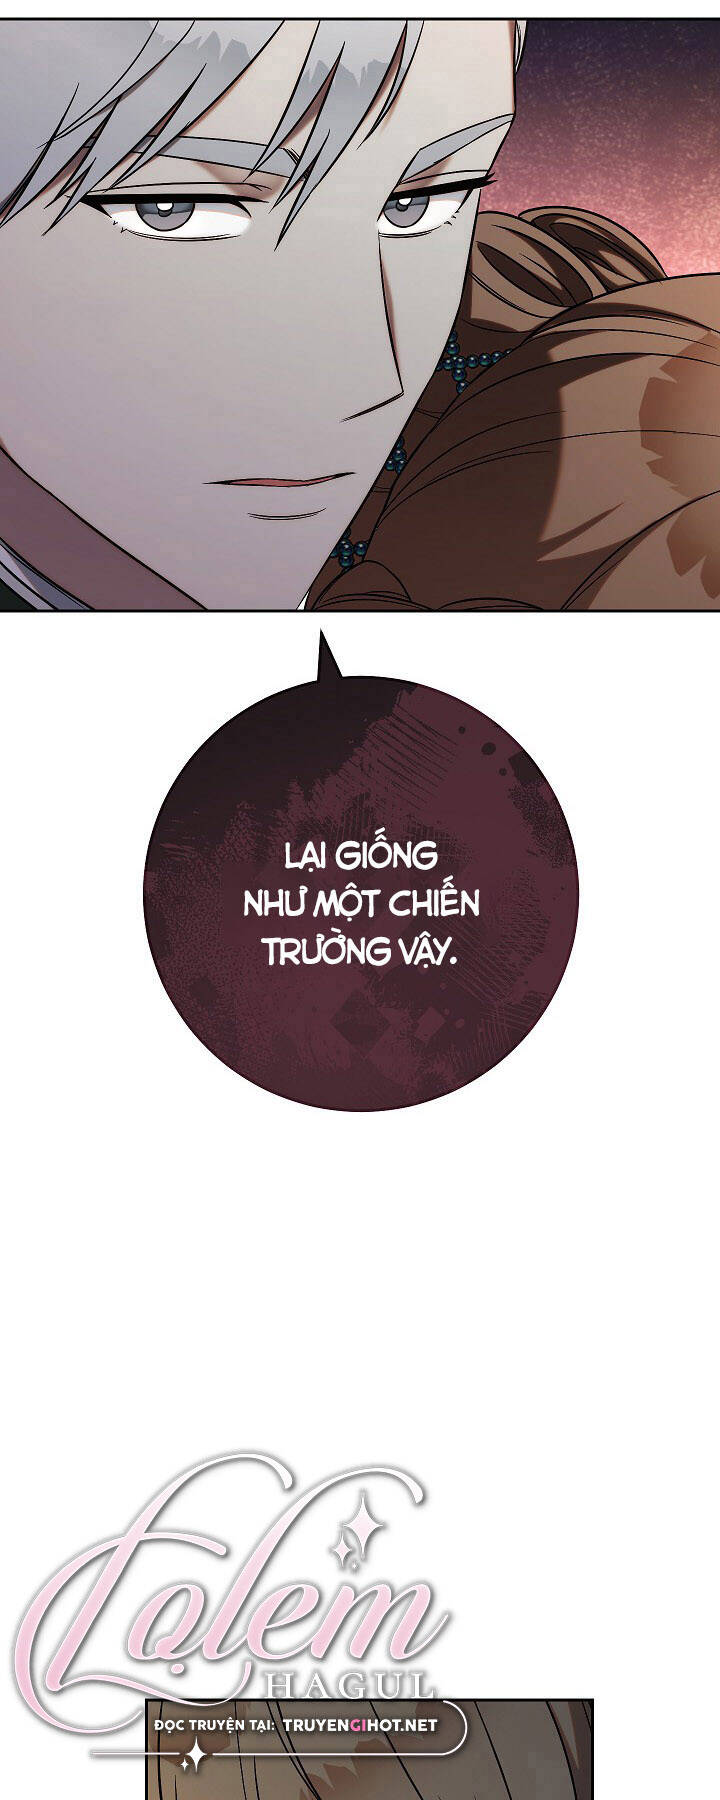 LẠI GIỐNG
NHƯ MỘT CHIẾN
TRƯỜNG VẬY.
Lọlem
HAGUL
ĐỌC TRUYỆN TẠI: TRUYENGIHOT.NET